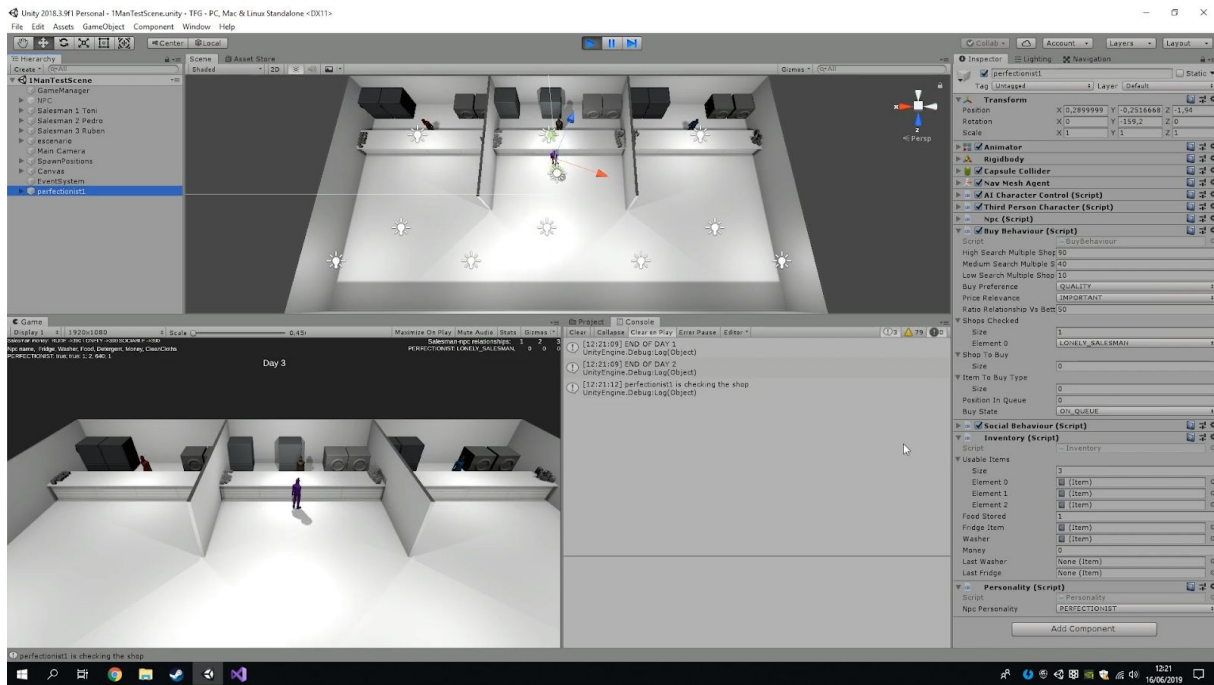 Unity 2018.3.9f1 Personal - 1ManTestScene.unity - TFG - PC, Mac & Linux Standalone <DX11>
File Edit Assets GameObject Component Window Help
Center Local Collab Account Layers Layout
Hierarchy
Create All
1ManTestScene
GameManager
NPC
Salesman 1 Toni
Salesman 2 Pedro
Salesman 3 Ruben
escenario
Main Camera
SpawnPositions
Canvas
EventSystem
perfectionist1
Scene Asset Store
Shaded 2D Gizmos All
z
Persp
Game
Display 1 1920x1080 Scale 0.45x Maximize On Play Mute Audio Stats Gizmos
Salesman-npc relationships: 1 2 3
Npc name, Fridge, Washer, Food, Detergent, Money, CleanCloths
PERFECTIONIST: LONELY_SALESMAN, 0 0 0
PERFECTIONIST: true; true; 1; 2; 640; 1
Day 3
Project Console
Clear Collapse Clear on Play Error Pause Editor 3 79 0
[12:21:09] END OF DAY 1
UnityEngine.Debug:Log(Object)
[12:21:09] END OF DAY 2
UnityEngine.Debug:Log(Object)
[12:21:12] perfectionist1 is checking the shop
UnityEngine.Debug:Log(Object)
Inspector Lighting Navigation
perfectionist1 Static
Tag Untagged Layer Default
Transform
Position X 0,2899999 Y -0,2516668 Z -1,94
Rotation X 0 Y -159,2 Z 0
Scale X 1 Y 1 Z 1
Animator
Rigidbody
Capsule Collider
Nav Mesh Agent
AI Character Control (Script)
Third Person Character (Script)
Npc (Script)
Buy Behaviour (Script)
Script BuyBehaviour
High Search Multiple Shop 90
Medium Search Multiple S 40
Low Search Multiple Shop 10
Buy Preference QUALITY
Price Relevance IMPORTANT
Ratio Relationship Vs Bett 50
Shops Checked
Size 1
Element 0 LONELY_SALESMAN
Shop To Buy
Size 0
Item To Buy Type
Size 0
Position In Queue 0
Buy State ON_QUEUE
Social Behaviour (Script)
Inventory (Script)
Script Inventory
Usable Items
Size 3
Element 0 (Item)
Element 1 (Item)
Element 2 (Item)
Food Stored 1
Fridge Item (Item)
Washer (Item)
Money 0
Last Washer None (Item)
Last Fridge None (Item)
Personality (Script)
Script Personality
Npc Personality PERFECTIONIST
Add Component
perfectionist1 is checking the shop
12:21
16/06/2019